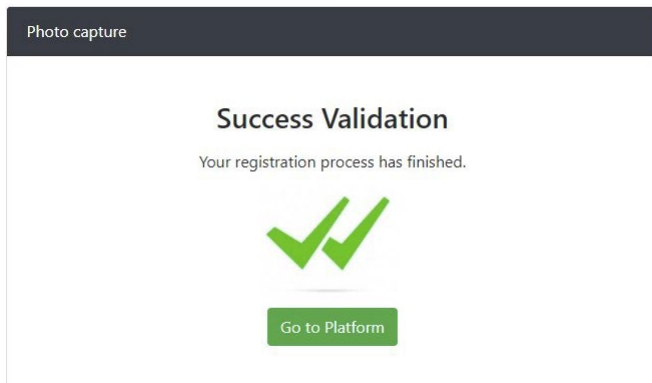 Photo capture
Success Validation
Your registration process has finished.
Go to Platform